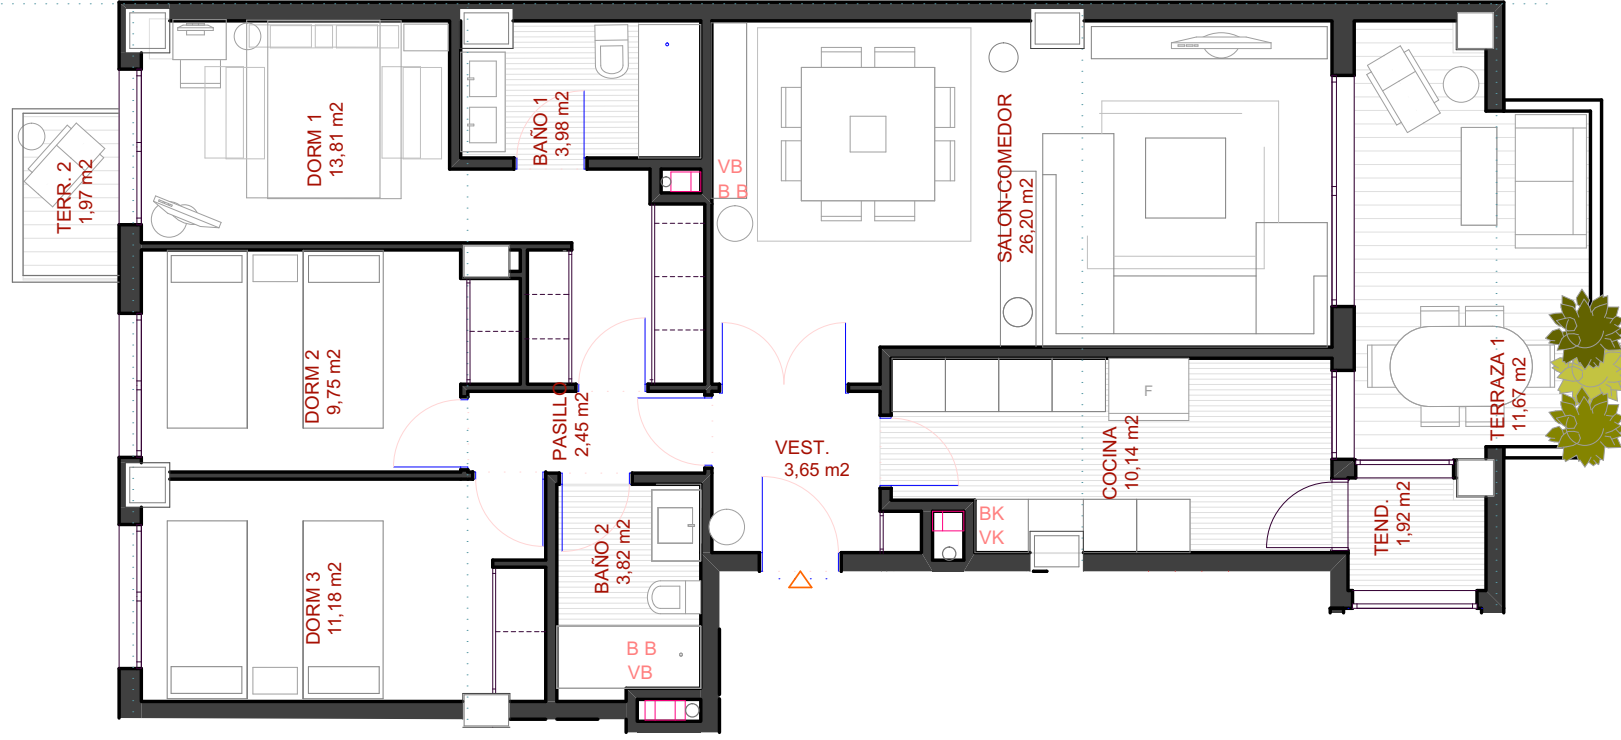 TERR. 2
1,97 m2
DORM 1
13,81 m2
BAÑO 1
3,98 m2
VB
B B
SALON-COMEDOR
26,20 m2
DORM 2
9,75 m2
PASILLO
2,45 m2
VEST.
3,65 m2
F
COCINA
10,14 m2
TERRAZA 1
11,67 m2
BK
VK
TEND.
1,92 m2
DORM 3
11,18 m2
BAÑO 2
3,82 m2
B B
VB